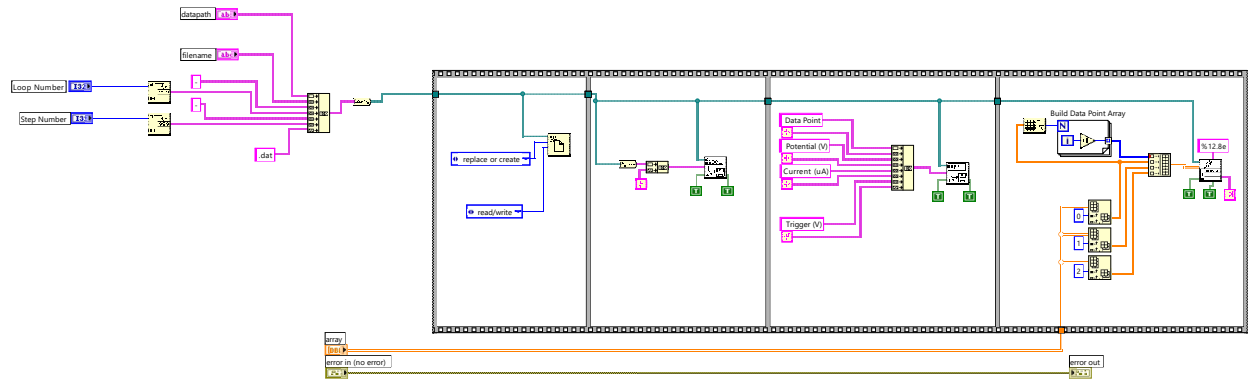 datapath
filename
Loop Number
I32
Step Number
.dat
replace or create
read/write
Data Point
Potential (V)
Current (uA)
Trigger (V)
Build Data Point Array
N
i
%12.8e
0
1
2
T
T
T
T
T
T
array
error in (no error)
error out